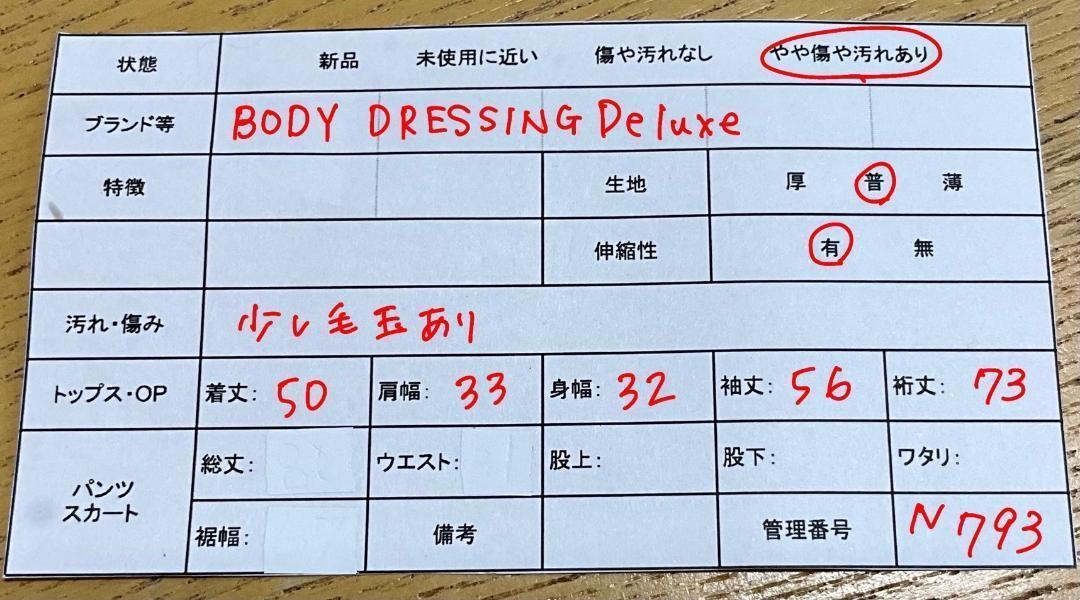 状態 新品 未使用に近い 傷や汚れなし やや傷や汚れあり
ブランド等 BODY DRESSING Deluxe
特徴 生地 厚 普 薄
伸縮性 有 無
汚れ・傷み 少し毛玉あり
トップス・OP 着丈: 50 肩幅: 33 身幅: 32 袖丈: 56 裄丈: 73
パンツ
スカート
総丈: ウエスト: 股上: 股下: ワタリ:
裾幅: 備考 管理番号 N793